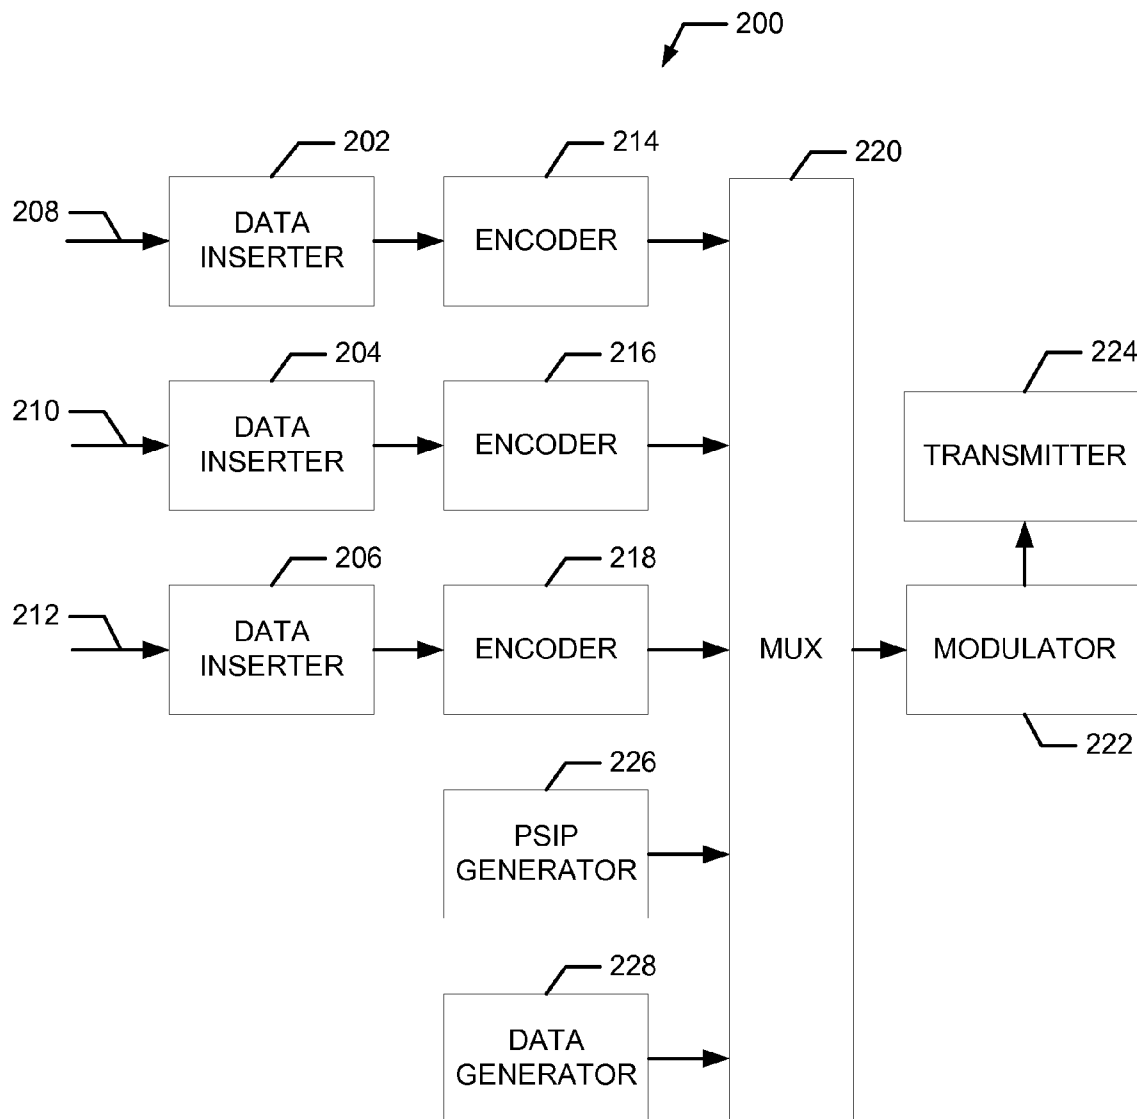 200
202
214
220
208
DATA
INSERTER
ENCODER
204
216
224
210
DATA
INSERTER
ENCODER
TRANSMITTER
206
218
212
DATA
INSERTER
ENCODER
MUX
MODULATOR
222
226
PSIP
GENERATOR
228
DATA
GENERATOR